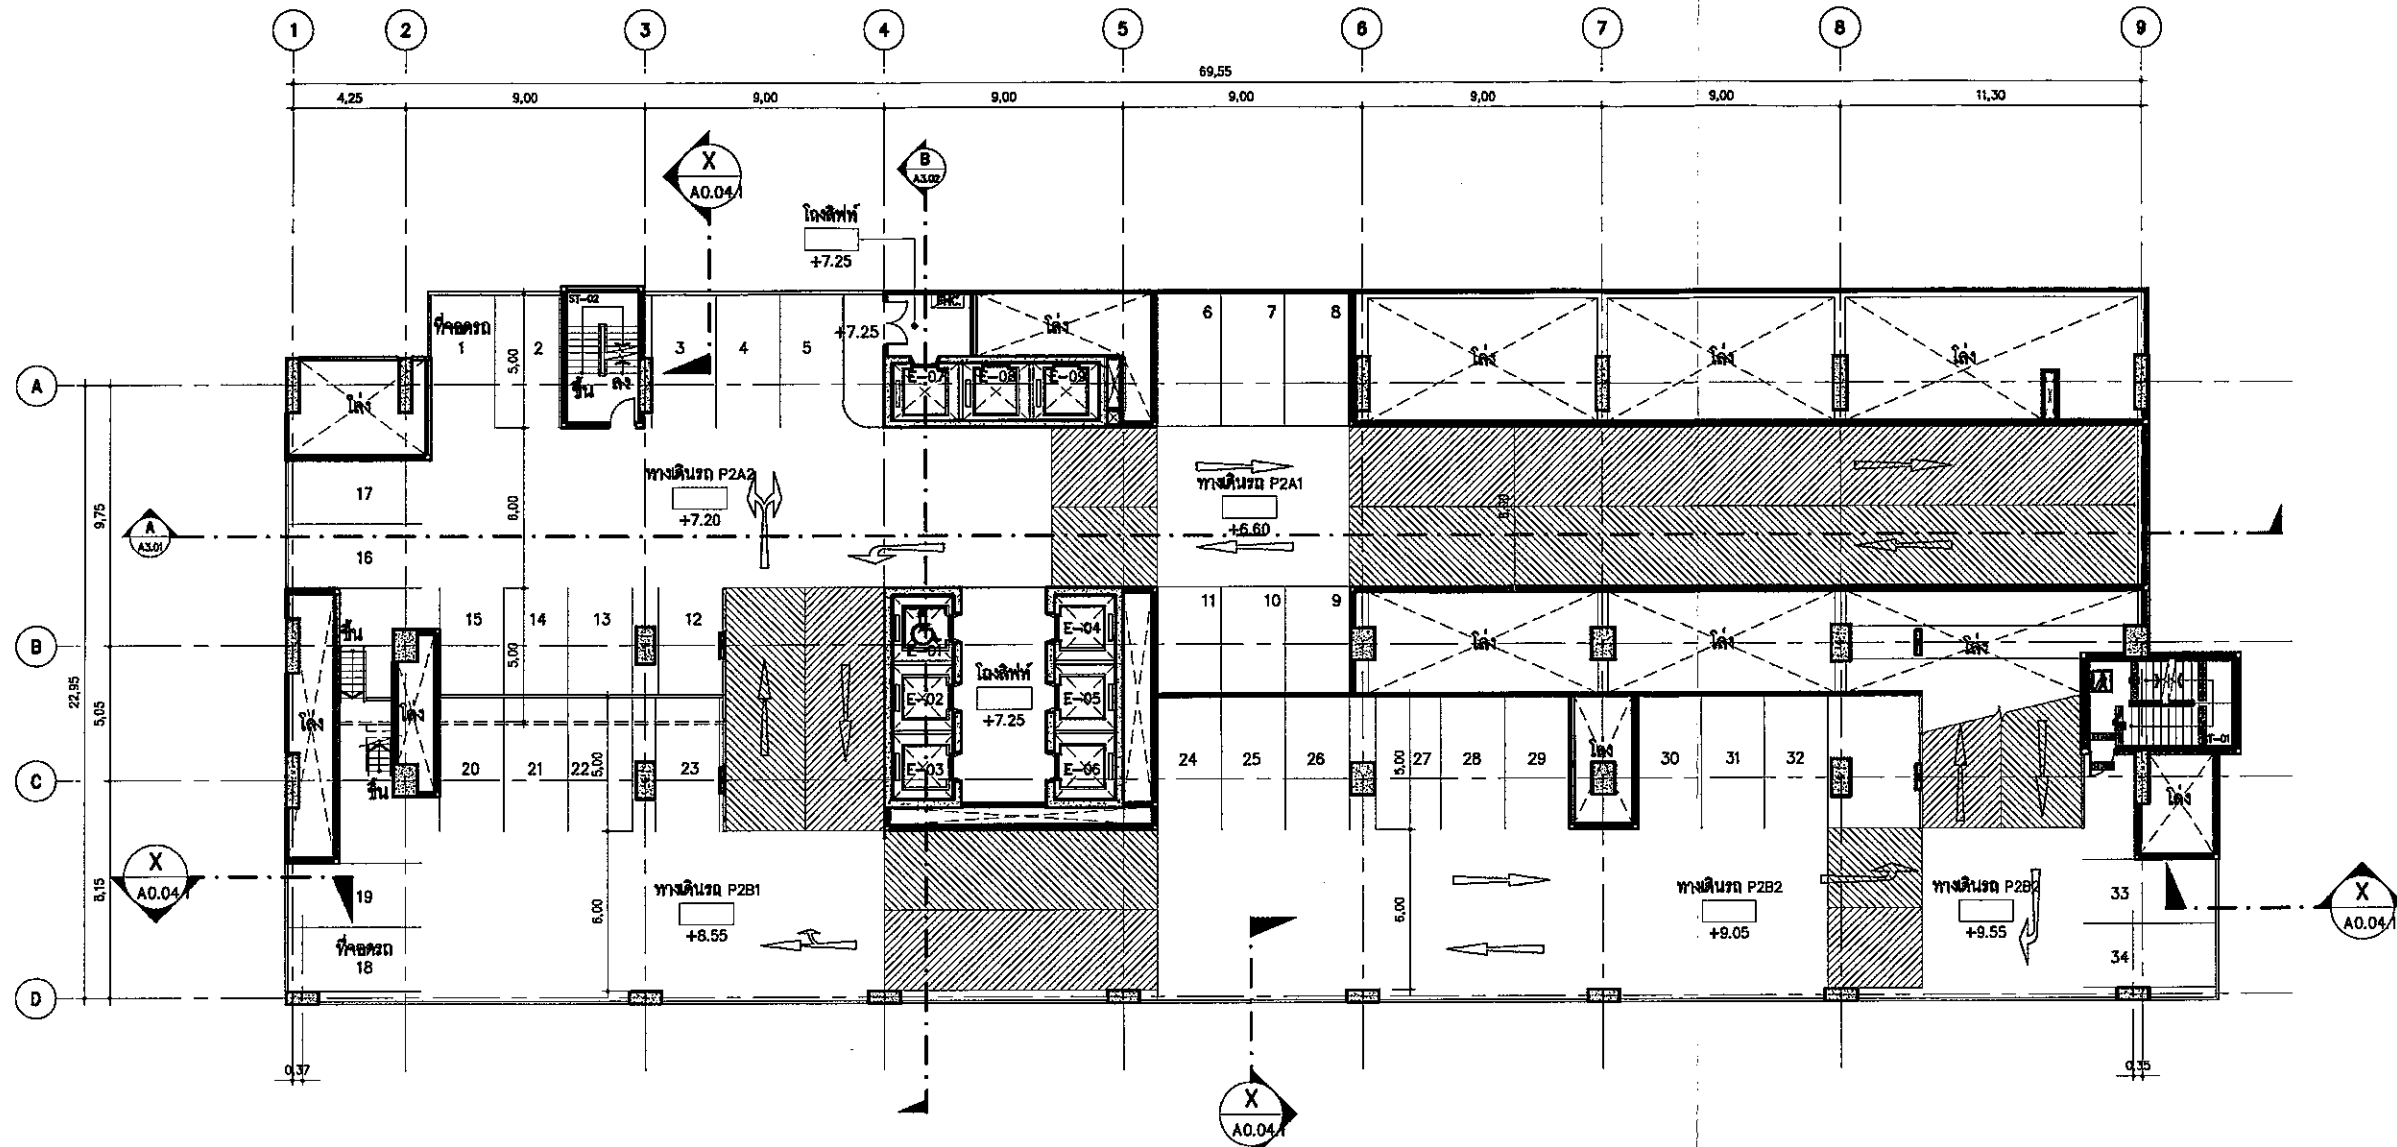 1 2 3 4 5 6 7 8 9
69,55
4,25 9,00 9,00 9,00 9,00 9,00 9,00 11,30
X
A0.04.1
B
A3.02
โถงลิฟท์
+7.25
ST-02
ที่จอดรถ
1 2 3 4 5
+7.25
โล่ง
6 7 8
โล่ง โล่ง โล่ง
5,00
ขึ้น ลง
A
E-07 E-08 E-09
โล่ง
17
ทางเดินรถ P2A2
+7.20
6,00
ทางเดินรถ P2A1
+6.60
9,75
A
A3.01
16
15 14 13 12
11 10 9
B
ขึ้น
5,00
E-01
E-04
โล่ง โล่ง โล่ง
22,95
5,05
โถงลิฟท์
+7.25
E-02
E-05
โล่ง โล่ง
ST-01
C
20 21 22 23
5,00
E-03
E-06
24 25 26 27 28 29
5,00
โล่ง
30 31 32
ขึ้น
โล่ง
X
A0.04.1
8,15
19
ทางเดินรถ P2B1
+8.55
6,00
6,00
ทางเดินรถ P2B2
+9.05
ทางเดินรถ P2B2
+9.55
33
34
X
A0.04.1
ที่จอดรถ
18
D
0,37
0,35
X
A0.04.1